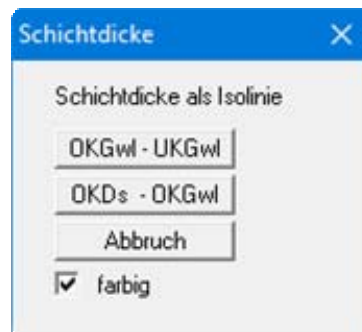 Schichtdicke
Schichtdicke als Isolinie
OKGwl - UKGwl
OKDs - OKGwl
Abbruch
farbig